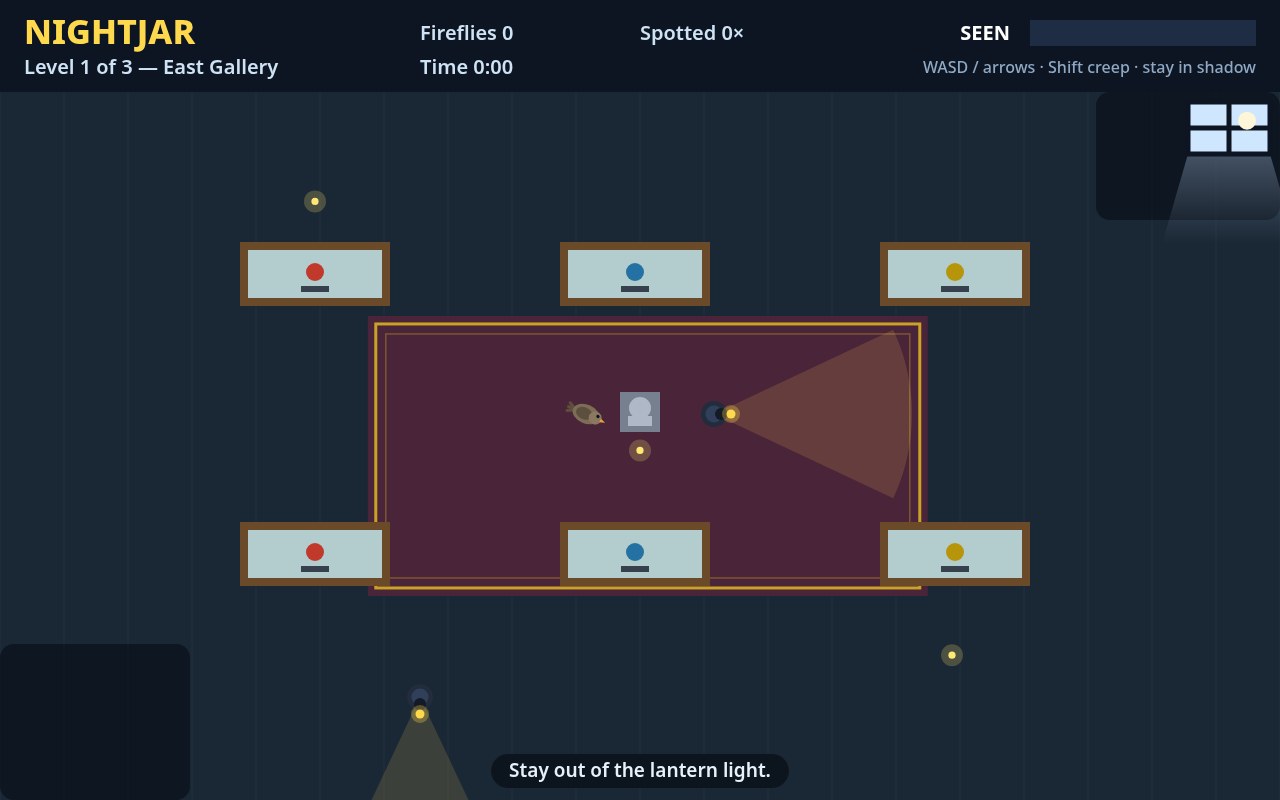 NIGHTJAR
Level 1 of 3 — East Gallery
Fireflies 0
Time 0:00
Spotted 0×
SEEN
WASD / arrows · Shift creep · stay in shadow
Stay out of the lantern light.